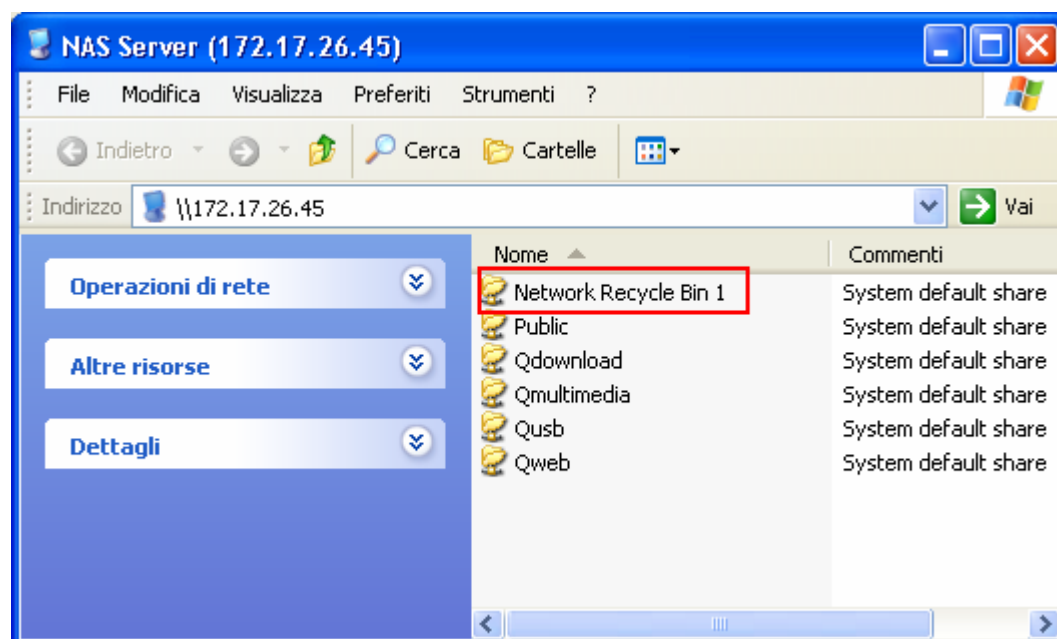 NAS Server (172.17.26.45)
File Modifica Visualizza Preferiti Strumenti ?
Indietro Cerca Cartelle
Indirizzo \\172.17.26.45 Vai
Nome Commenti
Operazioni di rete
Altre risorse
Dettagli
Network Recycle Bin 1 System default share
Public System default share
Qdownload System default share
Qmultimedia System default share
Qusb System default share
Qweb System default share